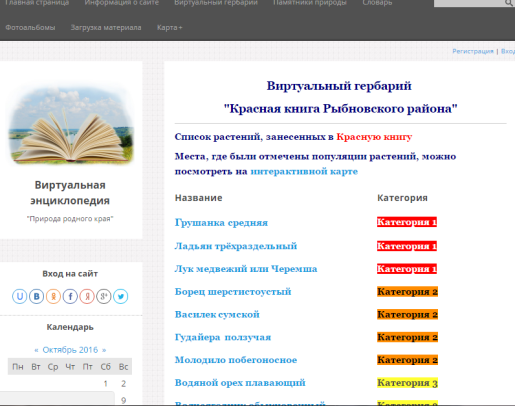 Главная страница Информация о сайте Виртуальный гербарий Памятники природы Словарь
Фотоальбомы Загрузка материала Карта
Регистрация | Вход
Виртуальный гербарий
"Красная книга Рыбновского района"
Список растений, занесенных в Красную книгу
Места, где были отмечены популяции растений, можно
посмотреть на интерактивной карте
Виртуальная
энциклопедия
"Природа родного края"
Название Категория
Грушанка средняя Категория 1
Ладьян трёхраздельный Категория 1
Лук медвежий или Черемша Категория 1
Борец шерстистоустый Категория 2
Василек сумской Категория 2
Гудайера ползучая Категория 2
Молодило побегоносное Категория 2
Водяной орех плавающий Категория 3
Вход на сайт
Календарь
« Октябрь 2016 »
Пн Вт Ср Чт Пт Сб Вс
1 2
9